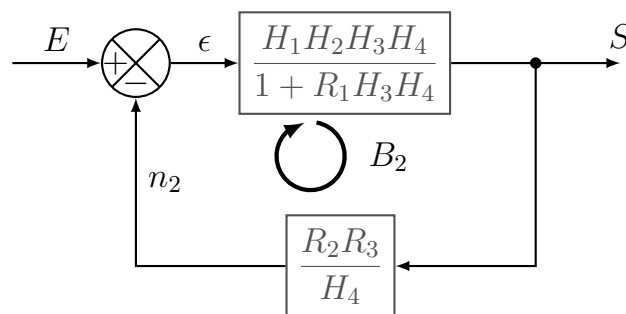 E
+
−
ϵ
H₁H₂H₃H₄
1 + R₁H₃H₄
S
B₂
n₂
R₂R₃
H₄